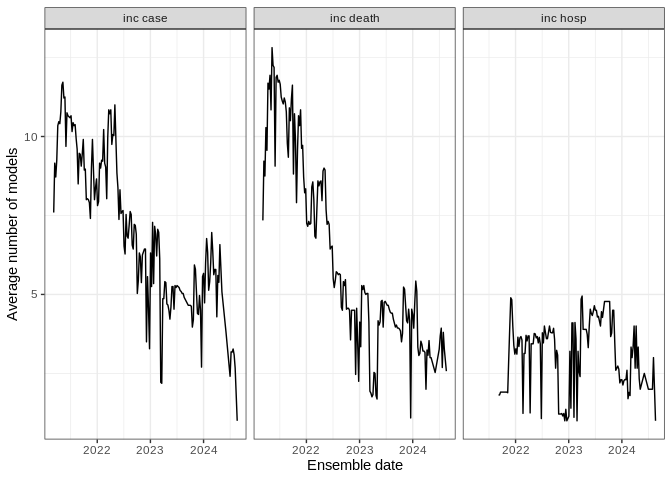 inc case inc death inc hosp
Average number of models
10
5
2022 2023 2024 2022 2023 2024 2022 2023 2024
Ensemble date